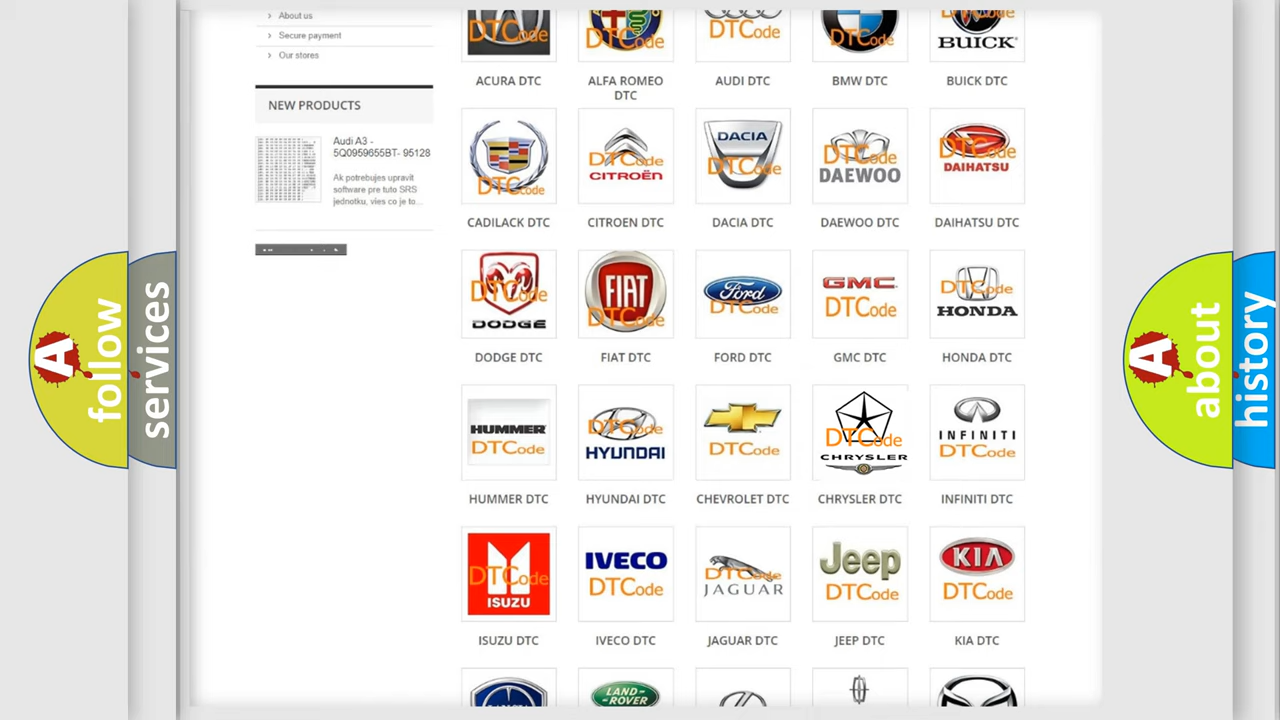 About us
Secure payment
Our stores
NEW PRODUCTS
Audi A3 -
5Q0959655BT- 95128
Ak potrebujes upravit
software pre tuto SRS
jednotku, vies co je to...
DTCode DTCode DTCode DTCode BUICK
ACURA DTC
ALFA ROMEO
DTC
AUDI DTC
BMW DTC
BUICK DTC
DTCode
DTCode
CITROËN
DACIA
DTCode
DTCode
DAEWOO
DTCode
DAIHATSU
CADILACK DTC
CITROEN DTC
DACIA DTC
DAEWOO DTC
DAIHATSU DTC
DTCode
DODGE
FIAT
DTCode
Ford
DTCode
GMC
DTCode
DTCode
HONDA
DODGE DTC
FIAT DTC
FORD DTC
GMC DTC
HONDA DTC
HUMMER
DTCode
DTCode
HYUNDAI
DTCode
DTCode
CHRYSLER
INFINITI
DTCode
HUMMER DTC
HYUNDAI DTC
CHEVROLET DTC
CHRYSLER DTC
INFINITI DTC
DTCode
ISUZU
IVECO
DTCode
DTCode
JAGUAR
Jeep
DTCode
KIA
DTCode
ISUZU DTC
IVECO DTC
JAGUAR DTC
JEEP DTC
KIA DTC
LAND-
ROVER
A
follow
services
A
about
history